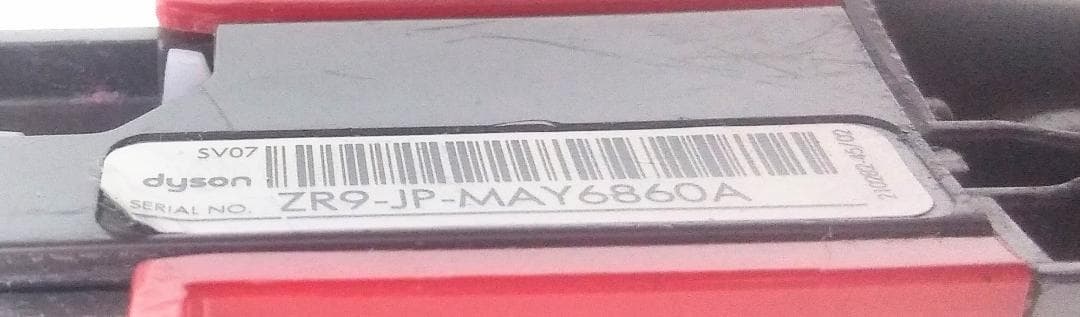 SV07
dyson
SERIAL NO. ZR9-JP-MAY6860A